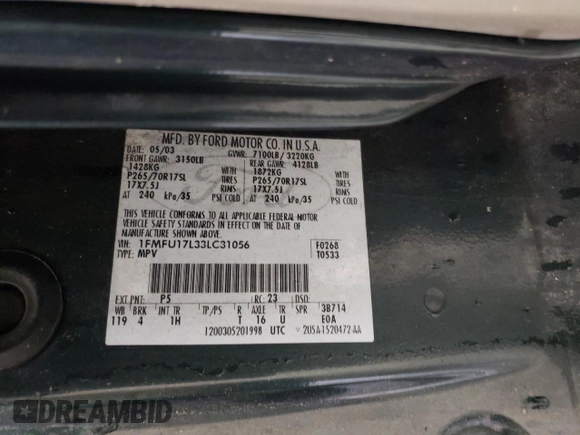 MFD. BY FORD MOTOR CO. IN U.S.A.
DATE: 05/03 GVWR: 7100LB/ 3220KG
FRONT GAWR: 3150LB REAR GAWR: 4128LB
1428KG WITH 1872KG WITH
P265/70R17SL TIRES P265/70R17SL TIRES
17X7.5J RIMS 17X7.5J RIMS
AT 240 kPa/35 PSI COLD AT 240 kPa/35 PSI COLD
THIS VEHICLE CONFORMS TO ALL APPLICABLE FEDERAL MOTOR
VEHICLE SAFETY STANDARDS IN EFFECT ON THE DATE OF
MANUFACTURE SHOWN ABOVE.
VIN: 1FMFU17L33LC31056 F0268
TYPE: MPV T0533
EXT PNT: P5 RC: 23 DSO:
WB BRK INT TR TP/PS R AXLE TR SPR 3B714
119 4 1H T 16 U E0A
12003052019​98 UTC 2U5A-1520472-AA
Ford
DREAMBID